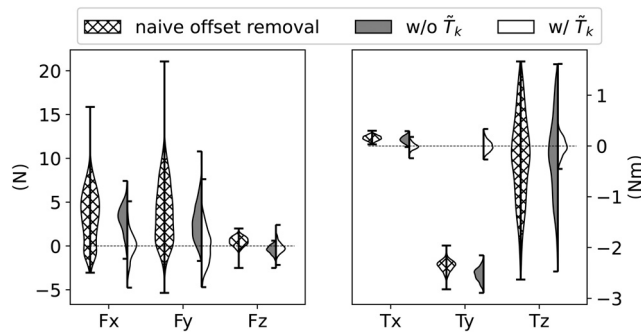 naive offset removal w/o T̃k w/ T̃k
20
15
10
5
0
−5
(N)
Fx Fy Fz
1
0
−1
−2
−3
(Nm)
Tx Ty Tz